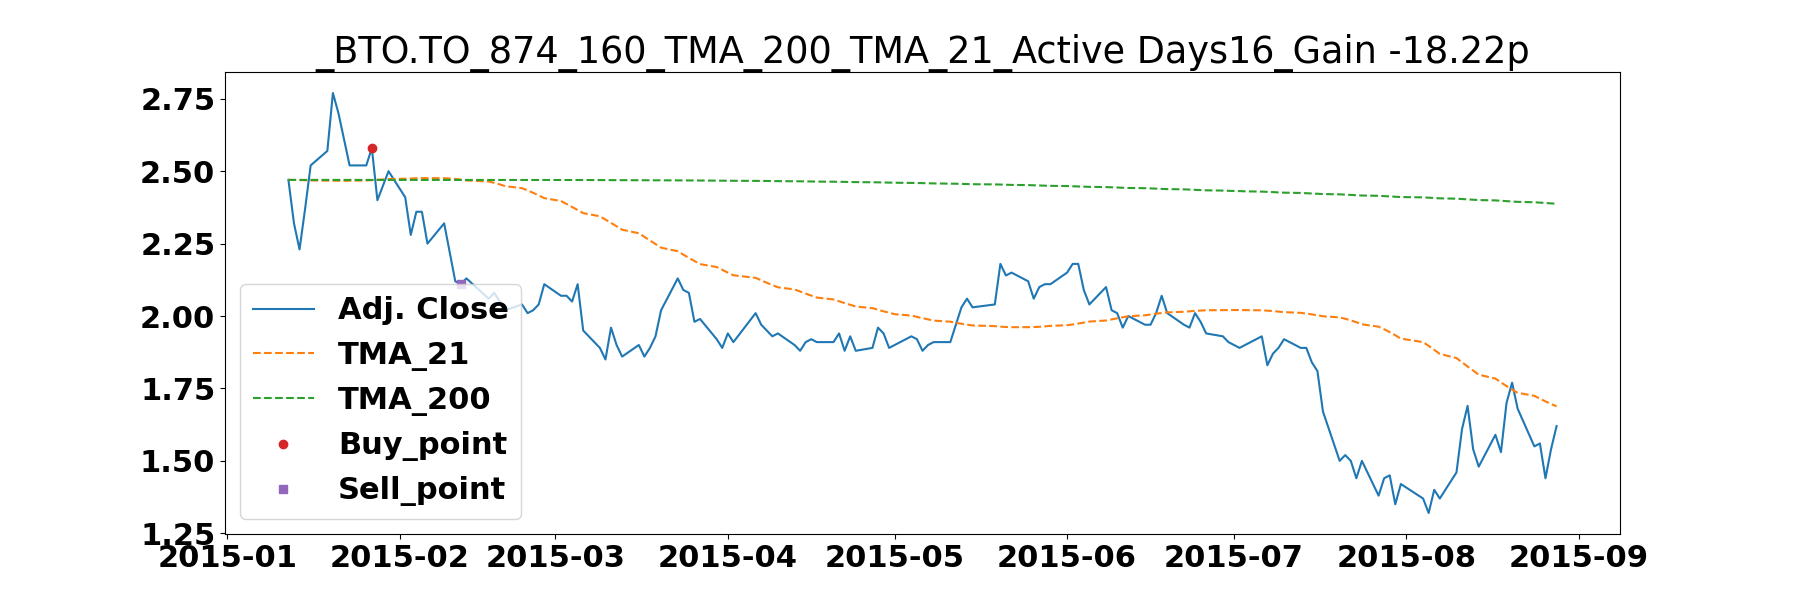 _BTO.TO_874_160_TMA_200_TMA_21_Active Days16_Gain -18.22p
2.75
2.50
2.25
2.00
1.75
1.50
1.25
Adj. Close
TMA_21
TMA_200
Buy_point
Sell_point
2015-01 2015-02 2015-03 2015-04 2015-05 2015-06 2015-07 2015-08 2015-09